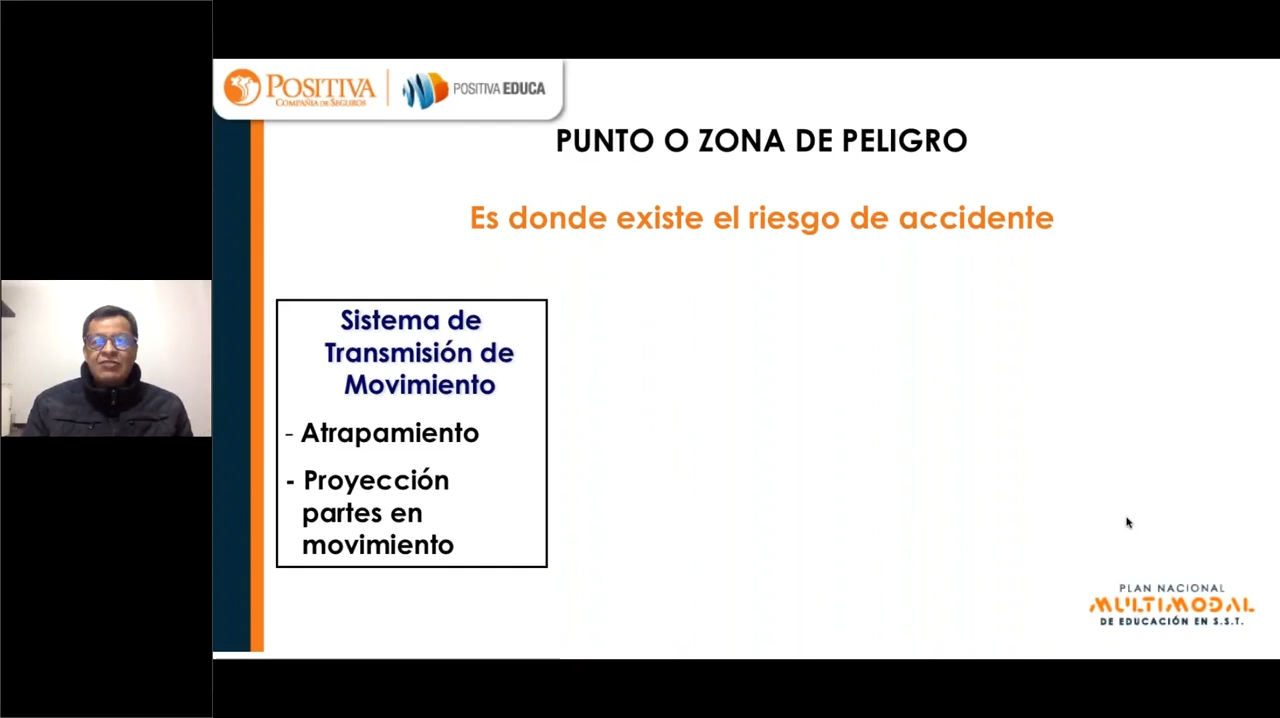 POSITIVA
COMPAÑIA DE SEGUROS
POSITIVA EDUCA
PUNTO O ZONA DE PELIGRO
Es donde existe el riesgo de accidente
Sistema de
Transmisión de
Movimiento
- Atrapamiento
- Proyección
partes en
movimiento
PLAN NACIONAL
MULTIMODAL
DE EDUCACIÓN EN S.S.T.